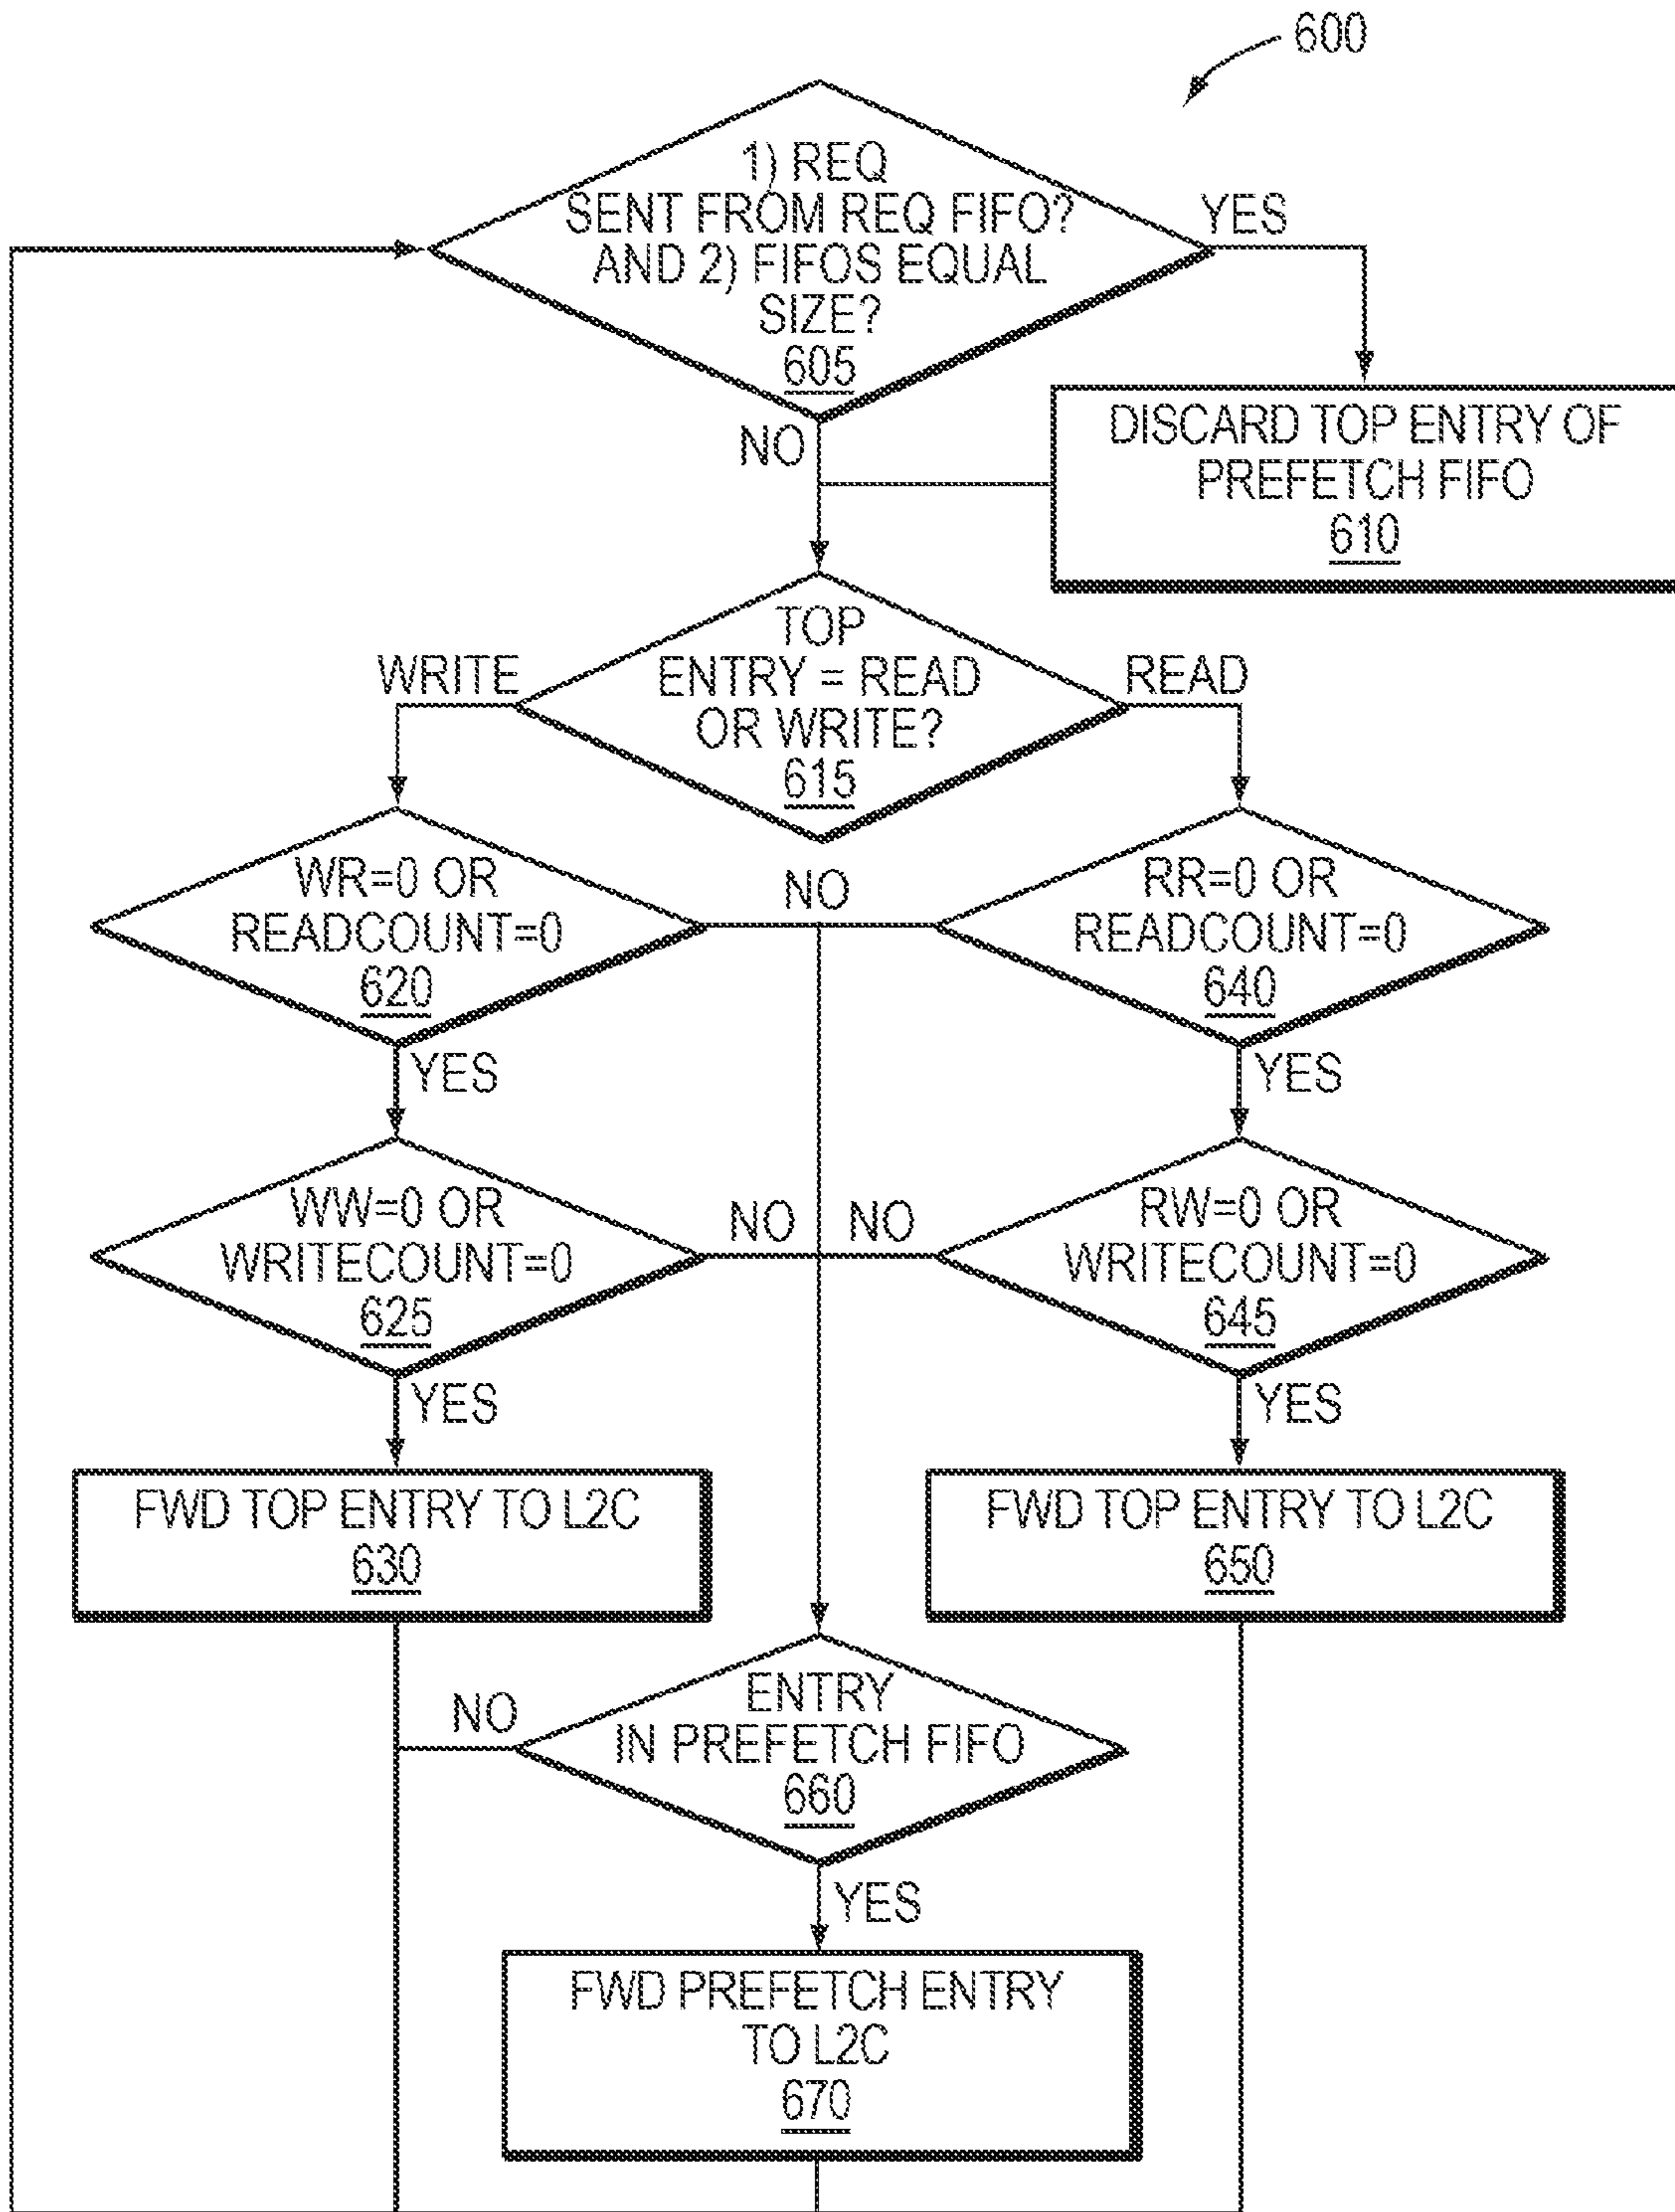 600
1) REQ
SENT FROM REQ FIFO?
AND 2) FIFOS EQUAL
SIZE?
605
YES
NO
DISCARD TOP ENTRY OF
PREFETCH FIFO
610
TOP
ENTRY = READ
OR WRITE?
615
WRITE
READ
WR=0 OR
READCOUNT=0
620
NO
RR=0 OR
READCOUNT=0
640
YES
YES
WW=0 OR
WRITECOUNT=0
625
NO
NO
RW=0 OR
WRITECOUNT=0
645
YES
YES
FWD TOP ENTRY TO L2C
630
FWD TOP ENTRY TO L2C
650
ENTRY
IN PREFETCH FIFO
660
NO
YES
FWD PREFETCH ENTRY
TO L2C
670